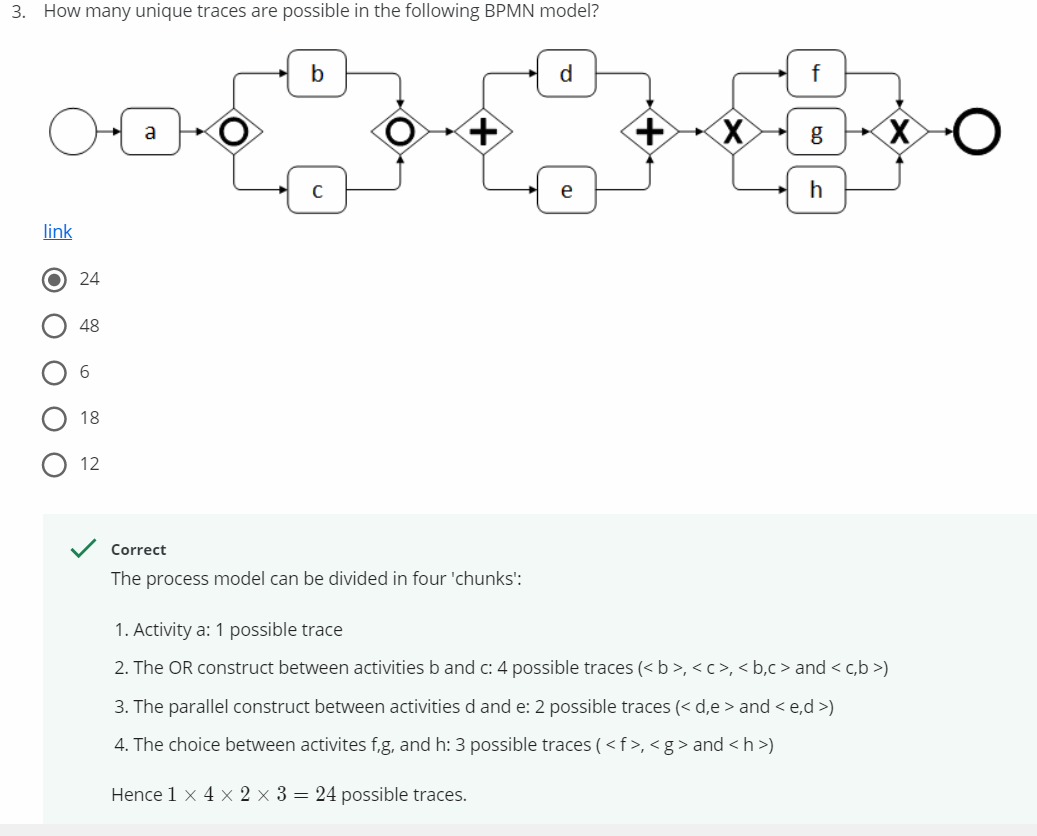 3. How many unique traces are possible in the following BPMN model?
b d f
a X g X
c e h
link
24
48
6
18
12
Correct
The process model can be divided in four 'chunks':
1. Activity a: 1 possible trace
2. The OR construct between activities b and c: 4 possible traces (< b >, < c >, < b,c > and < c,b >)
3. The parallel construct between activities d and e: 2 possible traces (< d,e > and < e,d >)
4. The choice between activites f,g, and h: 3 possible traces ( < f >, < g > and < h >)
Hence 1 × 4 × 2 × 3 = 24 possible traces.